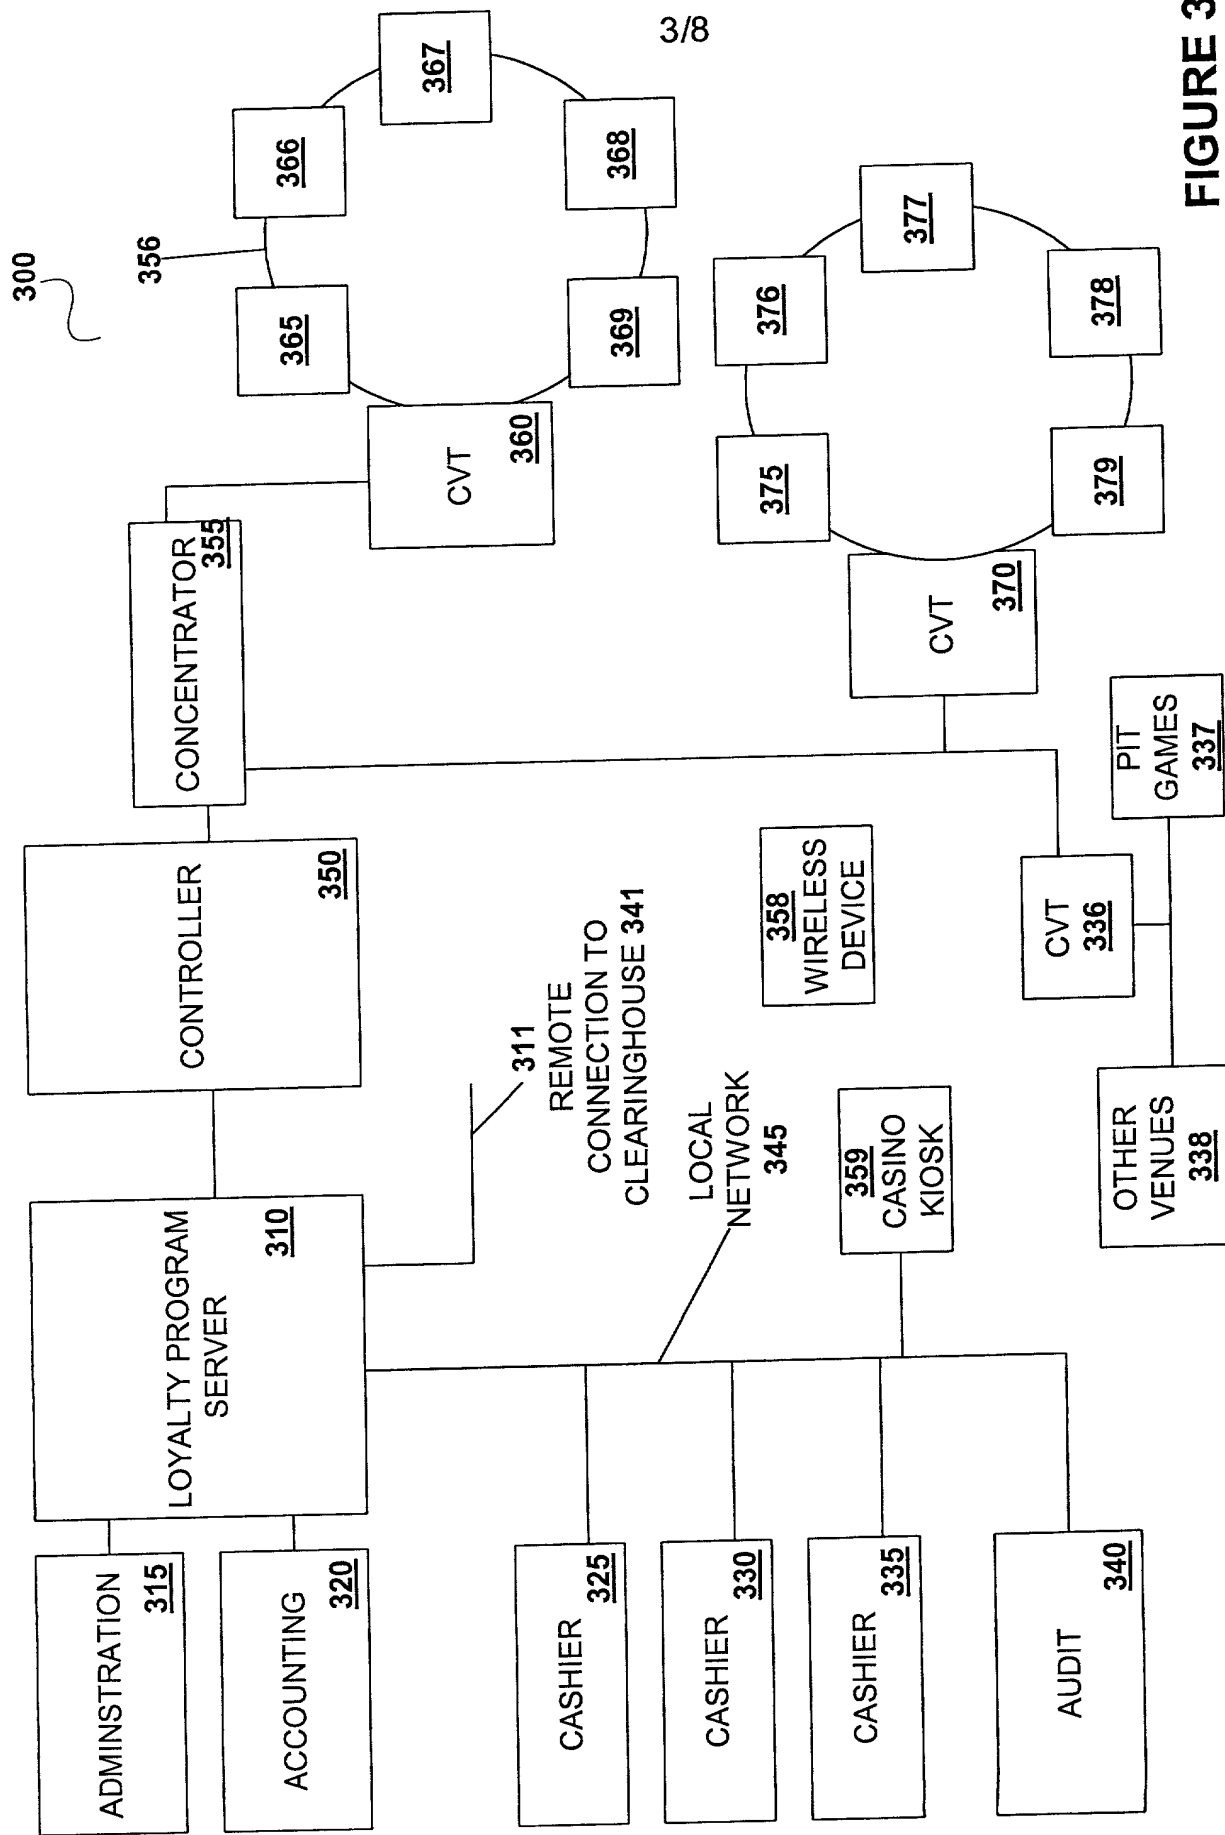 3/8
300
ADMINSTRATION
315
ACCOUNTING
320
LOYALTY PROGRAM
SERVER
310
CONTROLLER
350
CONCENTRATOR
355
356
365
366
367
368
369
CVT
360
311
REMOTE
CONNECTION TO
CLEARINGHOUSE 341
LOCAL
NETWORK
345
CASHIER
325
CASHIER
330
CASHIER
335
AUDIT
340
359
CASINO
KIOSK
358
WIRELESS
DEVICE
CVT
370
375
376
377
378
379
CVT
336
PIT
GAMES
337
OTHER
VENUES
338
FIGURE 3